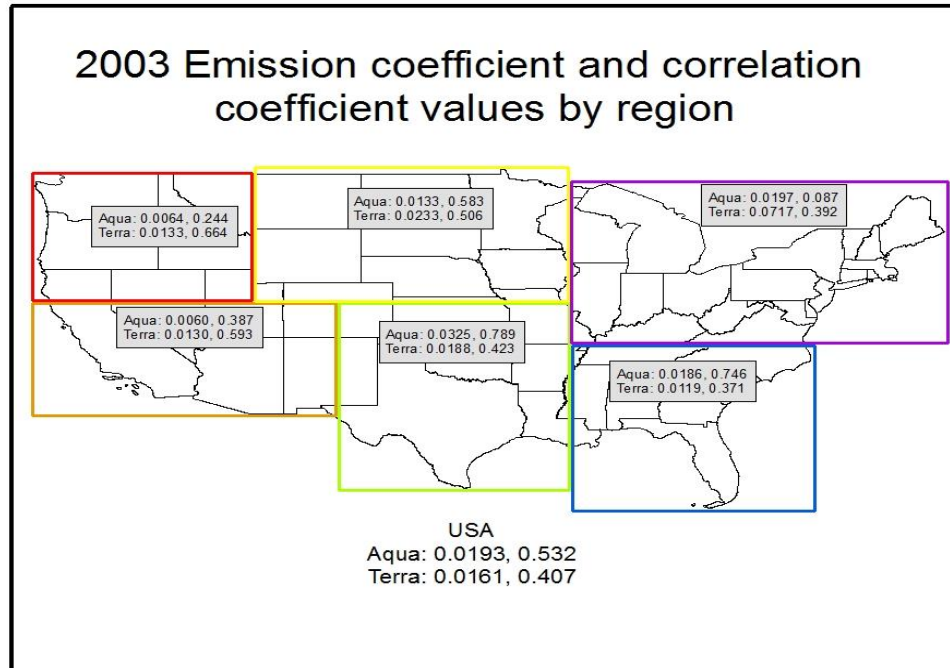 2003 Emission coefficient and correlation
coefficient values by region
Aqua: 0.0064, 0.244
Terra: 0.0133, 0.664
Aqua: 0.0133, 0.583
Terra: 0.0233, 0.506
Aqua: 0.0197, 0.087
Terra: 0.0717, 0.392
Aqua: 0.0060, 0.387
Terra: 0.0130, 0.593
Aqua: 0.0325, 0.789
Terra: 0.0188, 0.423
Aqua: 0.0186, 0.746
Terra: 0.0119, 0.371
USA
Aqua: 0.0193, 0.532
Terra: 0.0161, 0.407